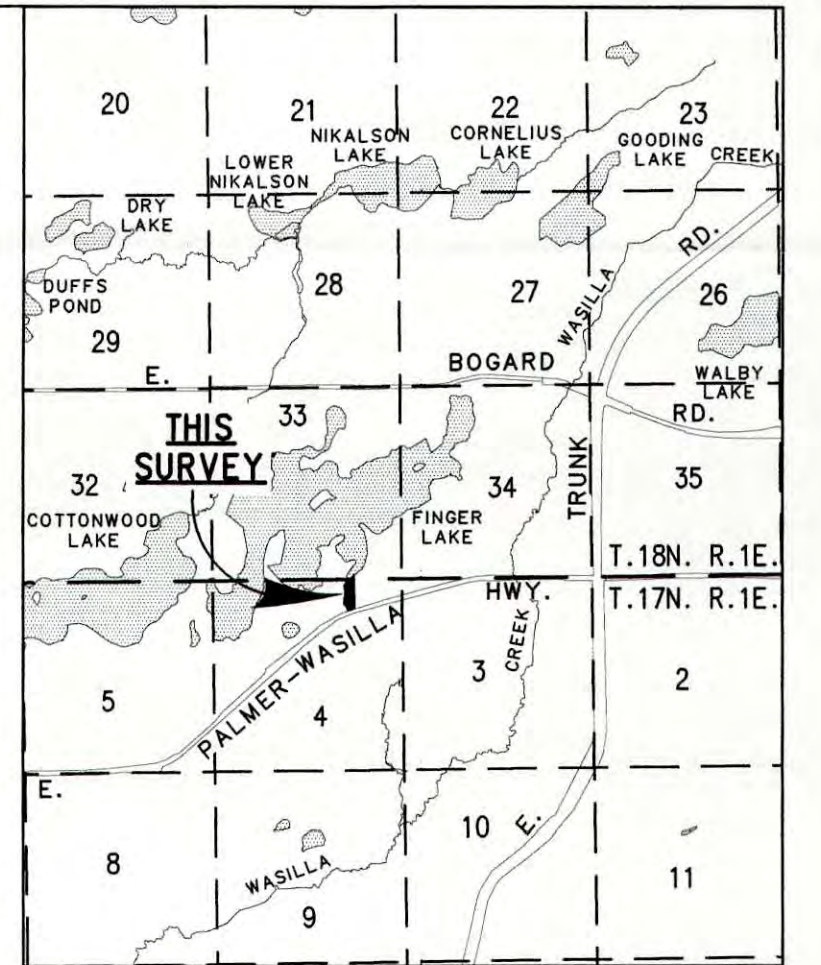 20
21
22
23
NIKALSON
LAKE
CORNELIUS
LAKE
GOODING
LAKE
CREEK
LOWER
NIKALSON
LAKE
DRY
LAKE
DUFFS
POND
29
28
27
WASILLA
RD.
26
WALBY
LAKE
E.
BOGARD
RD.
33
THIS
SURVEY
32
COTTONWOOD
LAKE
34
FINGER
LAKE
TRUNK
35
T.18N. R.1E.
HWY.
T.17N. R.1E.
PALMER-WASILLA
CREEK
5
4
3
2
E.
8
WASILLA
9
10
E.
11